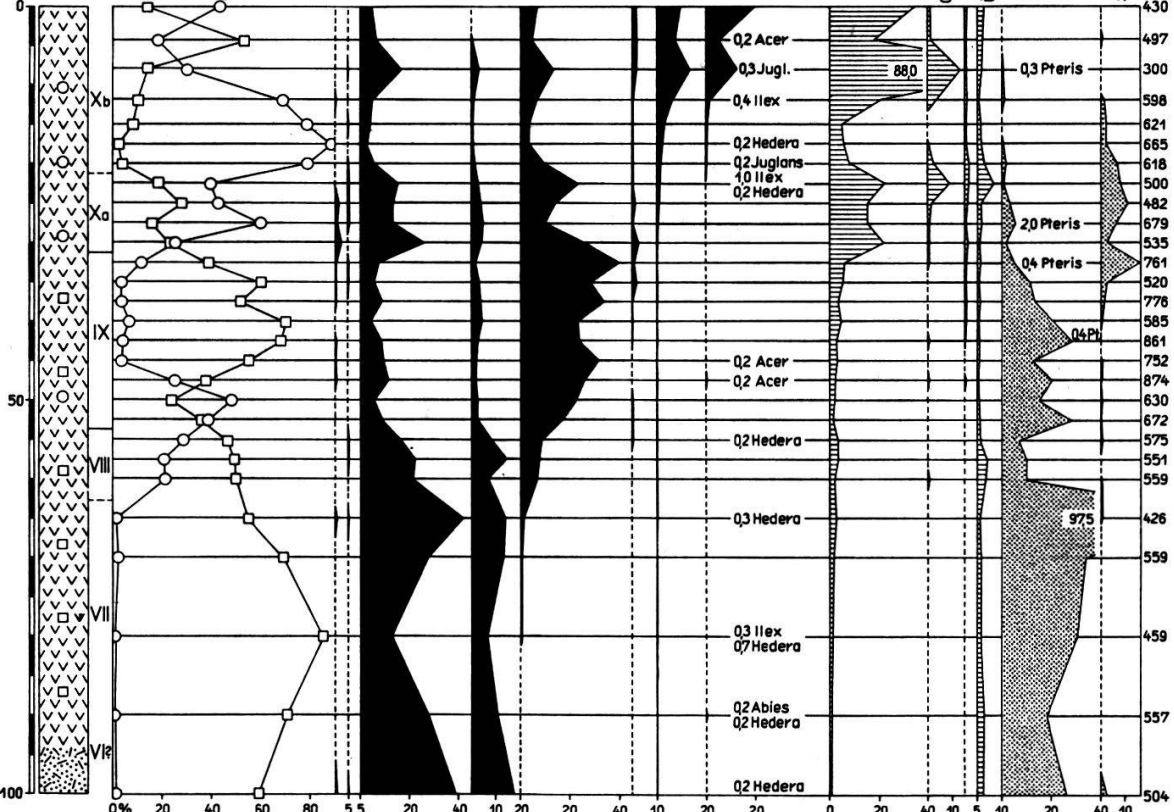 0
430
0,2 Acer
497
0,3 Jugl.
88,0
0,3 Pteris
300
Xb
0,4 Ilex
598
621
0,2 Hedera
665
0,2 Juglans
618
1,0 Ilex
0,2 Hedera
500
482
Xa
2,0 Pteris
679
535
0,4 Pteris
761
520
776
IX
585
0,4 Pt.
861
0,2 Acer
752
0,2 Acer
874
50
630
672
0,2 Hedera
575
VIII
551
559
0,3 Hedera
97,5
426
559
VII
0,3 Ilex
0,7 Hedera
459
0,2 Abies
0,2 Hedera
557
VI?
0,2 Hedera
100
504
0% 20 40 60 80 5 5 20 40 10 20 20 40 10 20 20 40 40 5 20 40 40